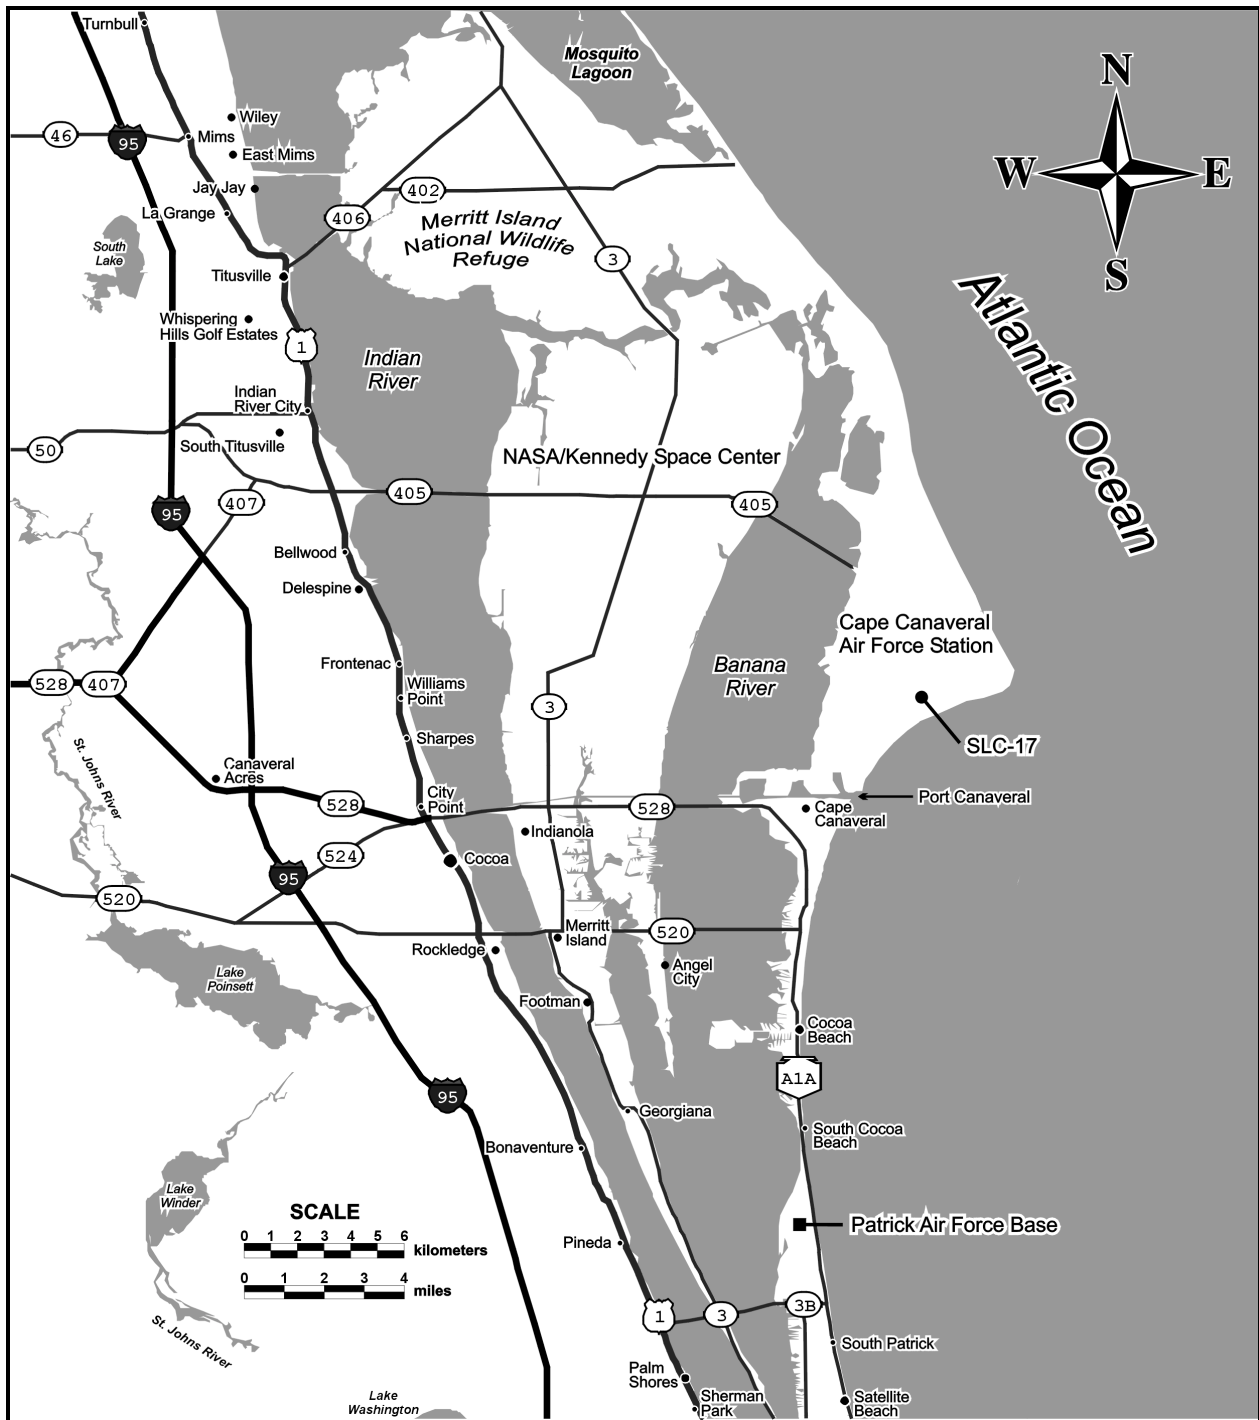 Turnbull
Mosquito
Lagoon
N
W
E
S
Wiley
46
95
Mims
East Mims
Jay Jay
402
La Grange
406
Merritt Island
National Wildlife
Refuge
South
Lake
3
Titusville
Atlantic Ocean
Whispering
Hills Golf Estates
1
Indian
River
Indian
River City
50
South Titusville
NASA/Kennedy Space Center
407
405
405
95
Bellwood
Delespine
Cape Canaveral
Air Force Station
Frontenac
Banana
River
528
407
Williams
Point
3
SLC-17
Sharpes
St. Johns River
Canaveral
Acres
528
City
Point
528
Port Canaveral
Cape
Canaveral
Indianola
524
Cocoa
95
520
Merritt
Island
520
Rockledge
Angel
City
Lake
Poinsett
Footman
Cocoa
Beach
A1A
95
Georgiana
South Cocoa
Beach
Bonaventure
Lake
Winder
SCALE
0 1 2 3 4 5 6
kilometers
0 1 2 3 4
miles
Patrick Air Force Base
Pineda
1
3
3B
St. Johns River
South Patrick
Palm
Shores
Sherman
Park
Satellite
Beach
Lake
Washington